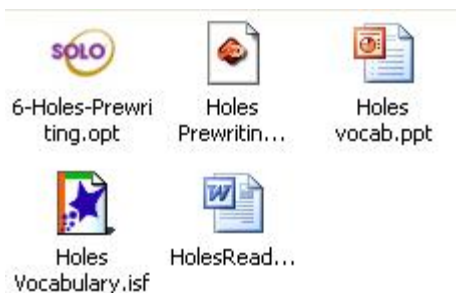 SOLO
6-Holes-Prewri
ting.opt
Holes
Prewritin...
Holes
vocab.ppt
Holes
Vocabulary.isf
W
HolesRead...